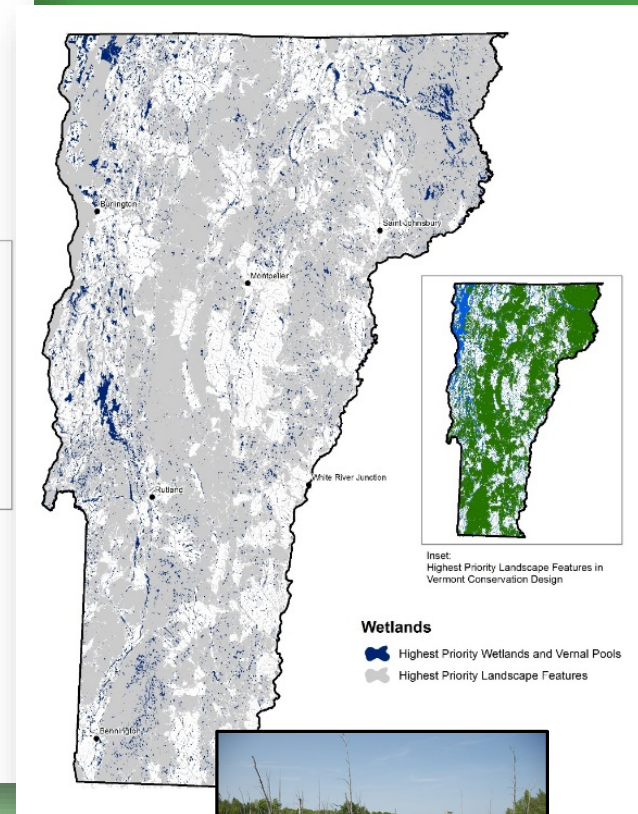 Burlington
Saint Johnsbury
Montpelier
White River Junction
Rutland
Bennington
Inset:
Highest Priority Landscape Features in
Vermont Conservation Design
Wetlands
Highest Priority Wetlands and Vernal Pools
Highest Priority Landscape Features